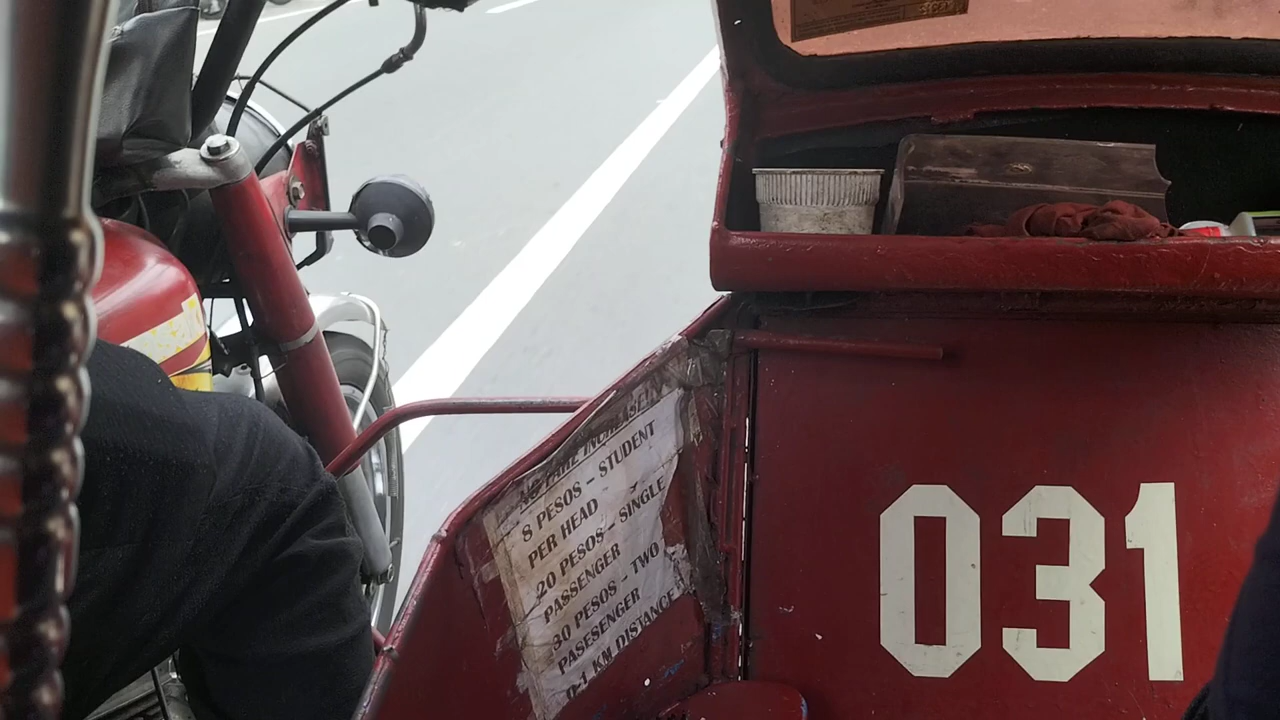 NO FARE INCREASE!!
8 PESOS - STUDENT
PER HEAD
20 PESOS - SINGLE
PASSENGER
30 PESOS - TWO
PASESENGER
0-1 KM DISTANCE
031